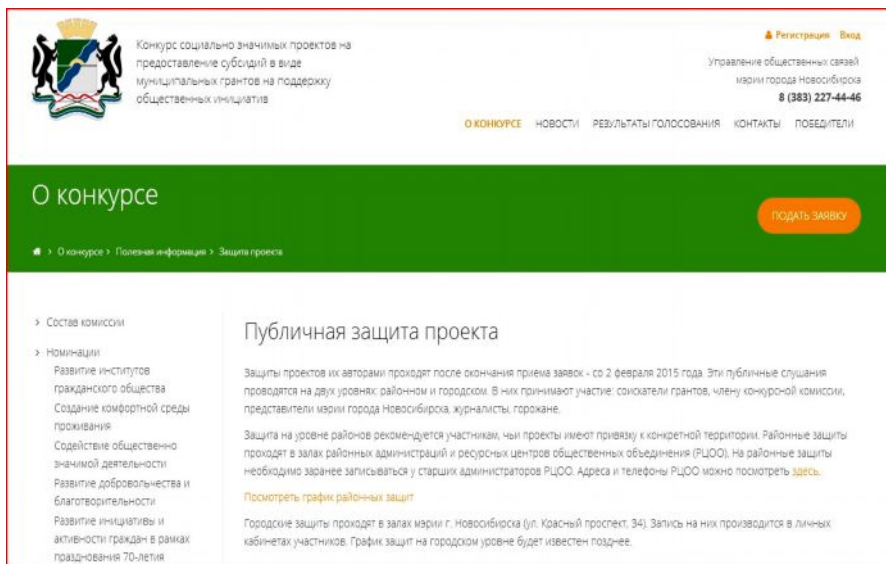 Конкурс социально значимых проектов на
предоставление субсидий в виде
муниципальных грантов на поддержку
общественных инициатив
Регистрация Вход
Управление общественных связей
мэрии города Новосибирска
8 (383) 227-44-46
О КОНКУРСЕ НОВОСТИ РЕЗУЛЬТАТЫ ГОЛОСОВАНИЯ КОНТАКТЫ ПОБЕДИТЕЛИ
О конкурсе
ПОДАТЬ ЗАЯВКУ
> О конкурсе > Полезная информация > Защита проекта
> Состав комиссии
> Номинации
Развитие институтов
гражданского общества
Создание комфортной среды
проживания
Содействие общественно
значимой деятельности
Развитие добровольчества и
благотворительности
Развитие инициативы и
активности граждан в рамках
празднования 70-летия
Публичная защита проекта
Защиты проектов их авторами проходят после окончания приема заявок - со 2 февраля 2015 года. Эти публичные слушания
проводятся на двух уровнях: районном и городском. В них принимают участие: соискатели грантов, члену конкурсной комиссии,
представители мэрии города Новосибирска, журналисты, горожане.
Защита на уровне районов рекомендуется участникам, чьи проекты имеют привязку к конкретной территории. Районные защиты
проходят в залах районных администраций и ресурсных центров общественных объединения (РЦОО). На районные защиты
необходимо заранее записываться у старших администраторов РЦОО. Адреса и телефоны РЦОО можно посмотреть здесь.
Посмотреть график районных защит
Городские защиты проходят в залах мэрии г. Новосибирска (ул. Красный проспект, 34). Запись на них производится в личных
кабинетах участников. График защит на городском уровне будет известен позднее.